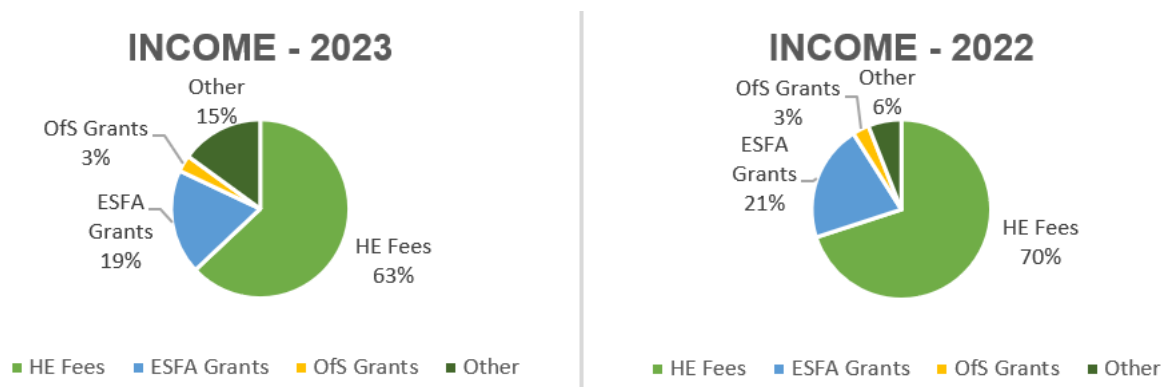 INCOME - 2023
Other
15%
OfS Grants
3%
ESFA
Grants
19%
HE Fees
63%
HE Fees ESFA Grants OfS Grants Other
INCOME - 2022
Other
6%
OfS Grants
3%
ESFA
Grants
21%
HE Fees
70%
HE Fees ESFA Grants OfS Grants Other